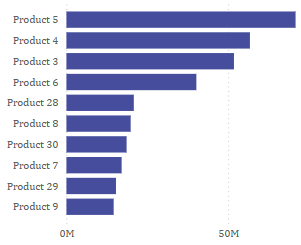 Product 5
Product 4
Product 3
Product 6
Product 28
Product 8
Product 30
Product 7
Product 29
Product 9
0M 50M